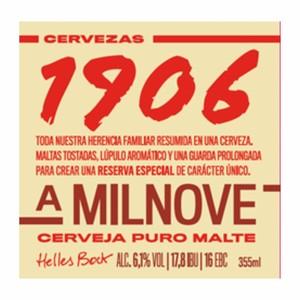 CERVEZAS
1906
TODA NUESTRA HERENCIA FAMILIAR RESUMIDA EN UNA CERVEZA.
MALTAS TOSTADAS, LÚPULO AROMÁTICO Y UNA GUARDA PROLONGADA
PARA CREAR UNA RESERVA ESPECIAL DE CARÁCTER ÚNICO.
A MILNOVE
CERVEJA PURO MALTE
Helles Bock ALC. 6,1% VOL | 17,8 IBU | 16 EBC 355ml